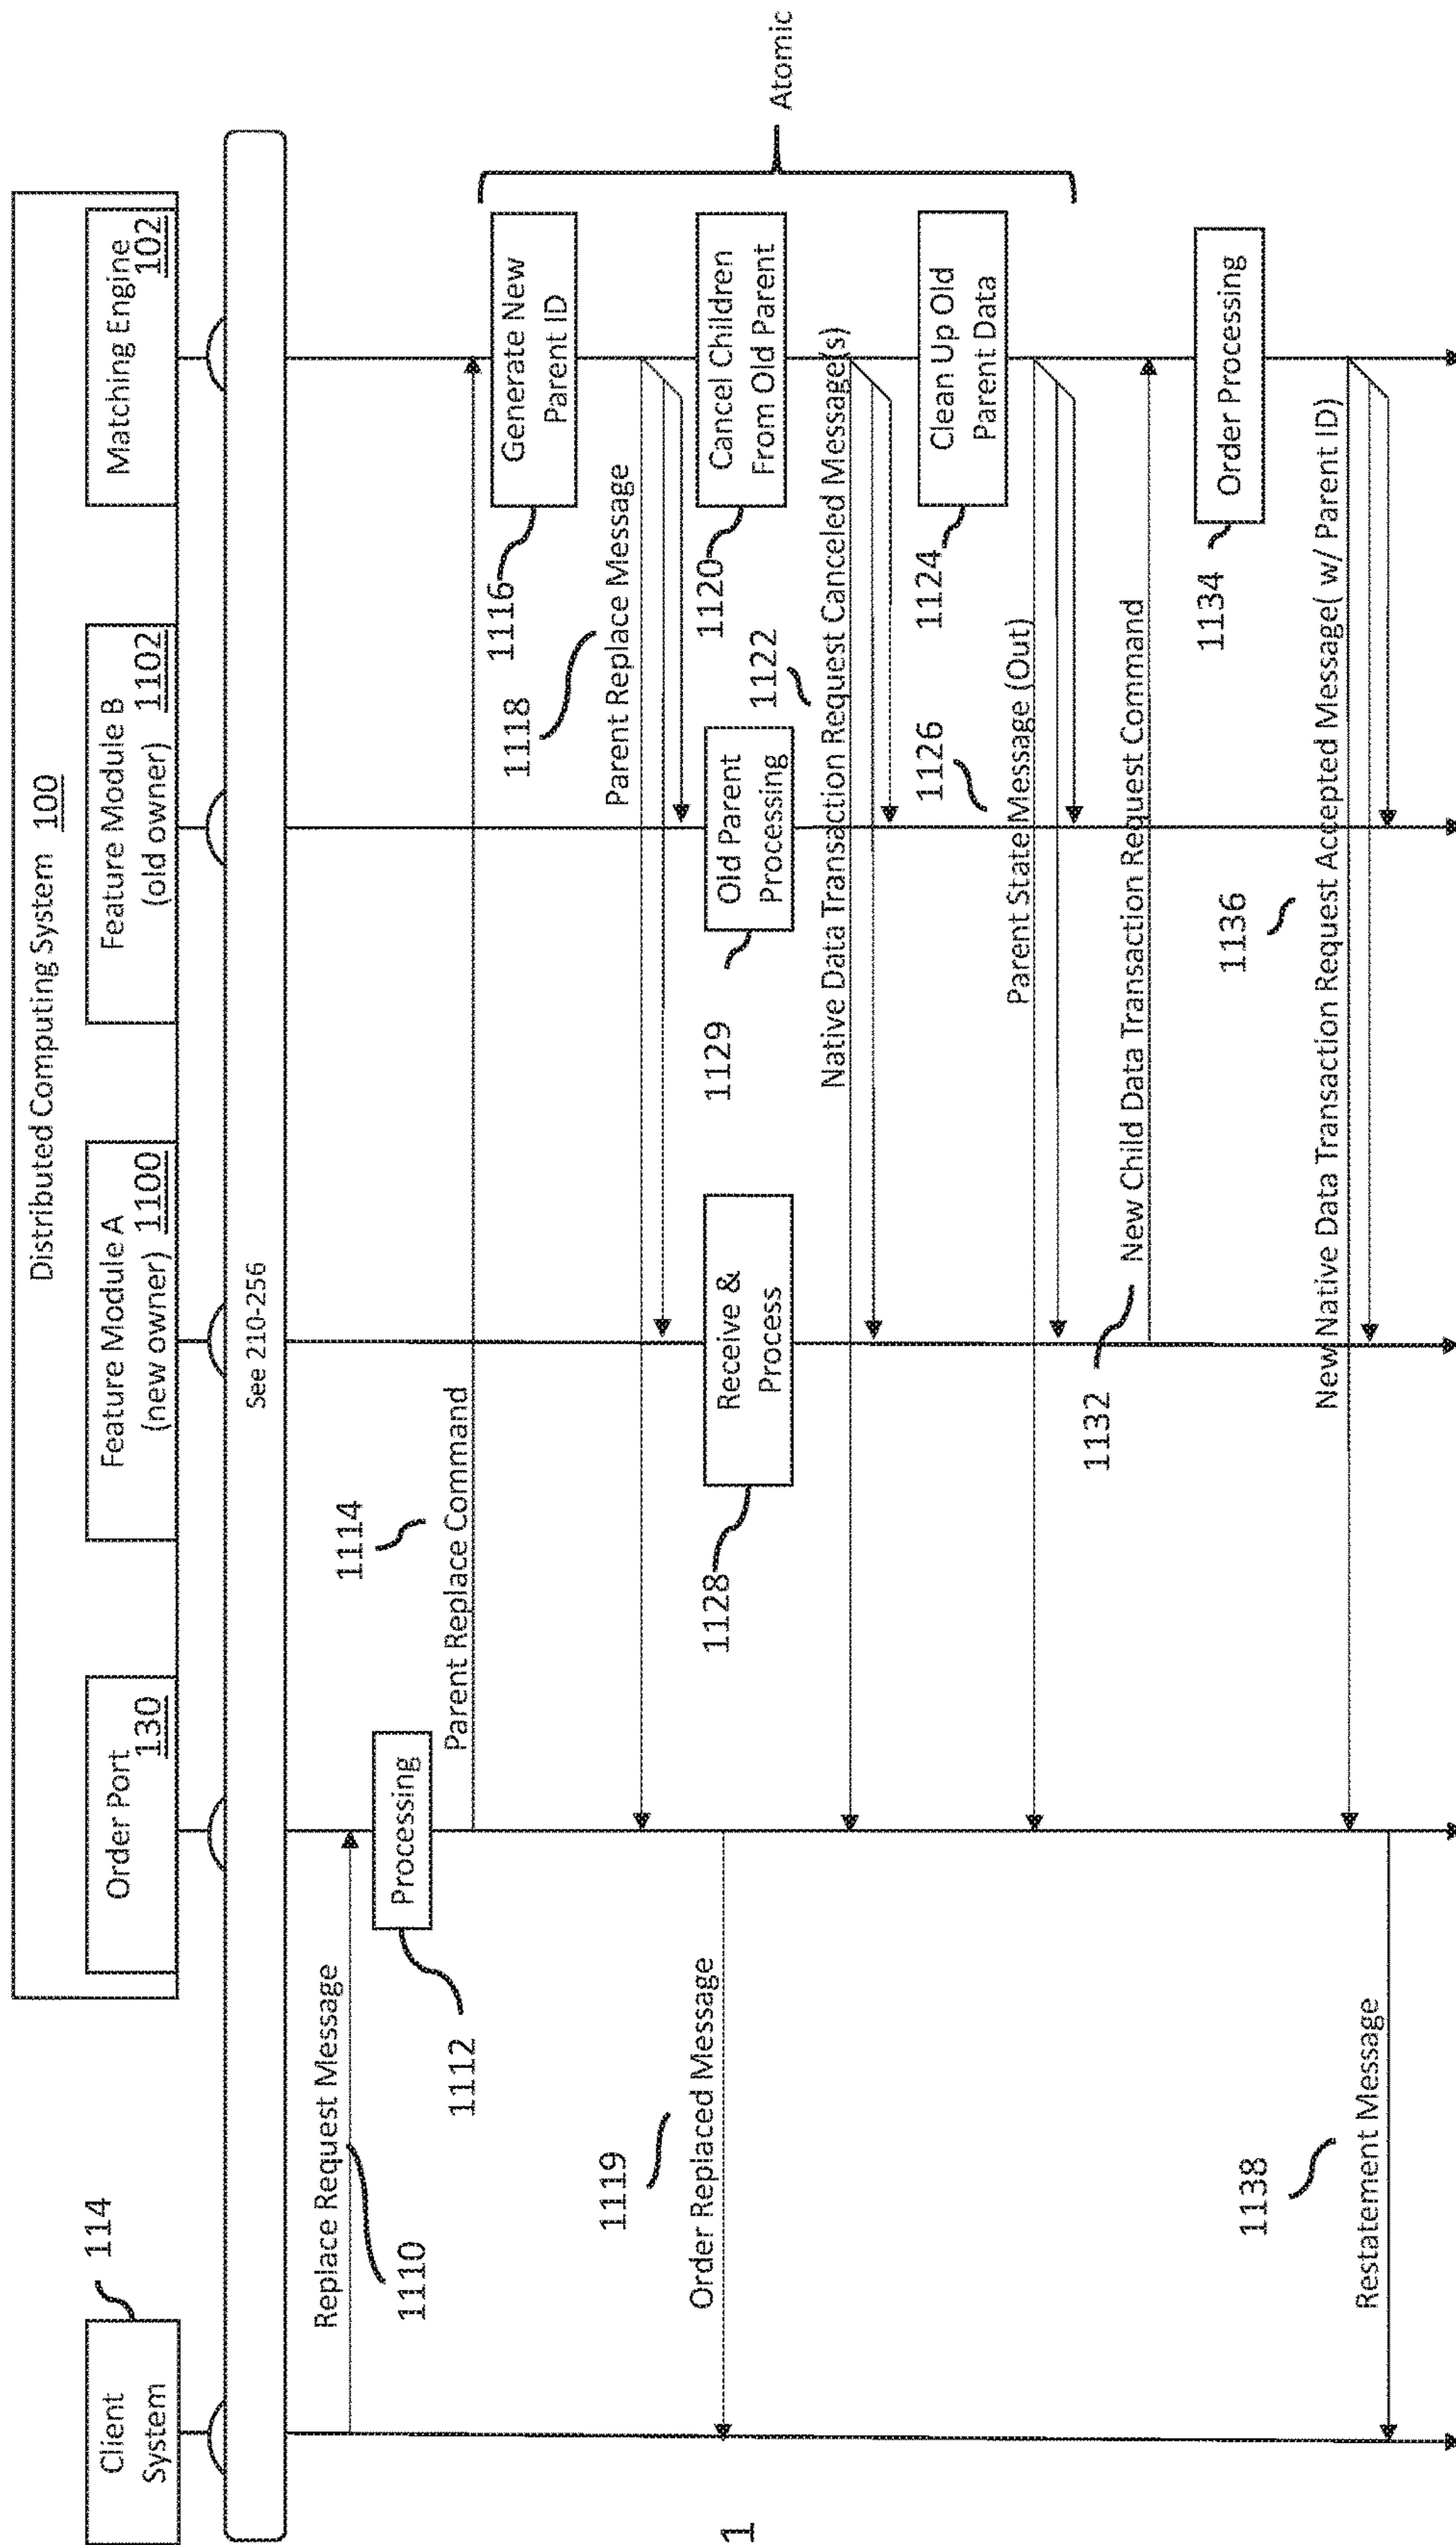 Distributed Computing System 100
Client
System
114
Order Port
130
Feature Module A
(new owner) 1100
Feature Module B
(old owner) 1102
Matching Engine
102
See 210-256
Replace Request Message
1110
Processing
1112
1114
Parent Replace Command
Generate New
Parent ID
1116
1118
Parent Replace Message
Atomic
1119
Order Replaced Message
Receive &
Process
1128
Old Parent
Processing
1129
Cancel Children
From Old Parent
1120
1122
Native Data Transaction Request Canceled Message(s)
Clean Up Old
Parent Data
1124
1126
Parent State Message (Out)
1132
New Child Data Transaction Request Command
Order Processing
1134
1136
New Native Data Transaction Request Accepted Message( w/ Parent ID)
1138
Restatement Message
1